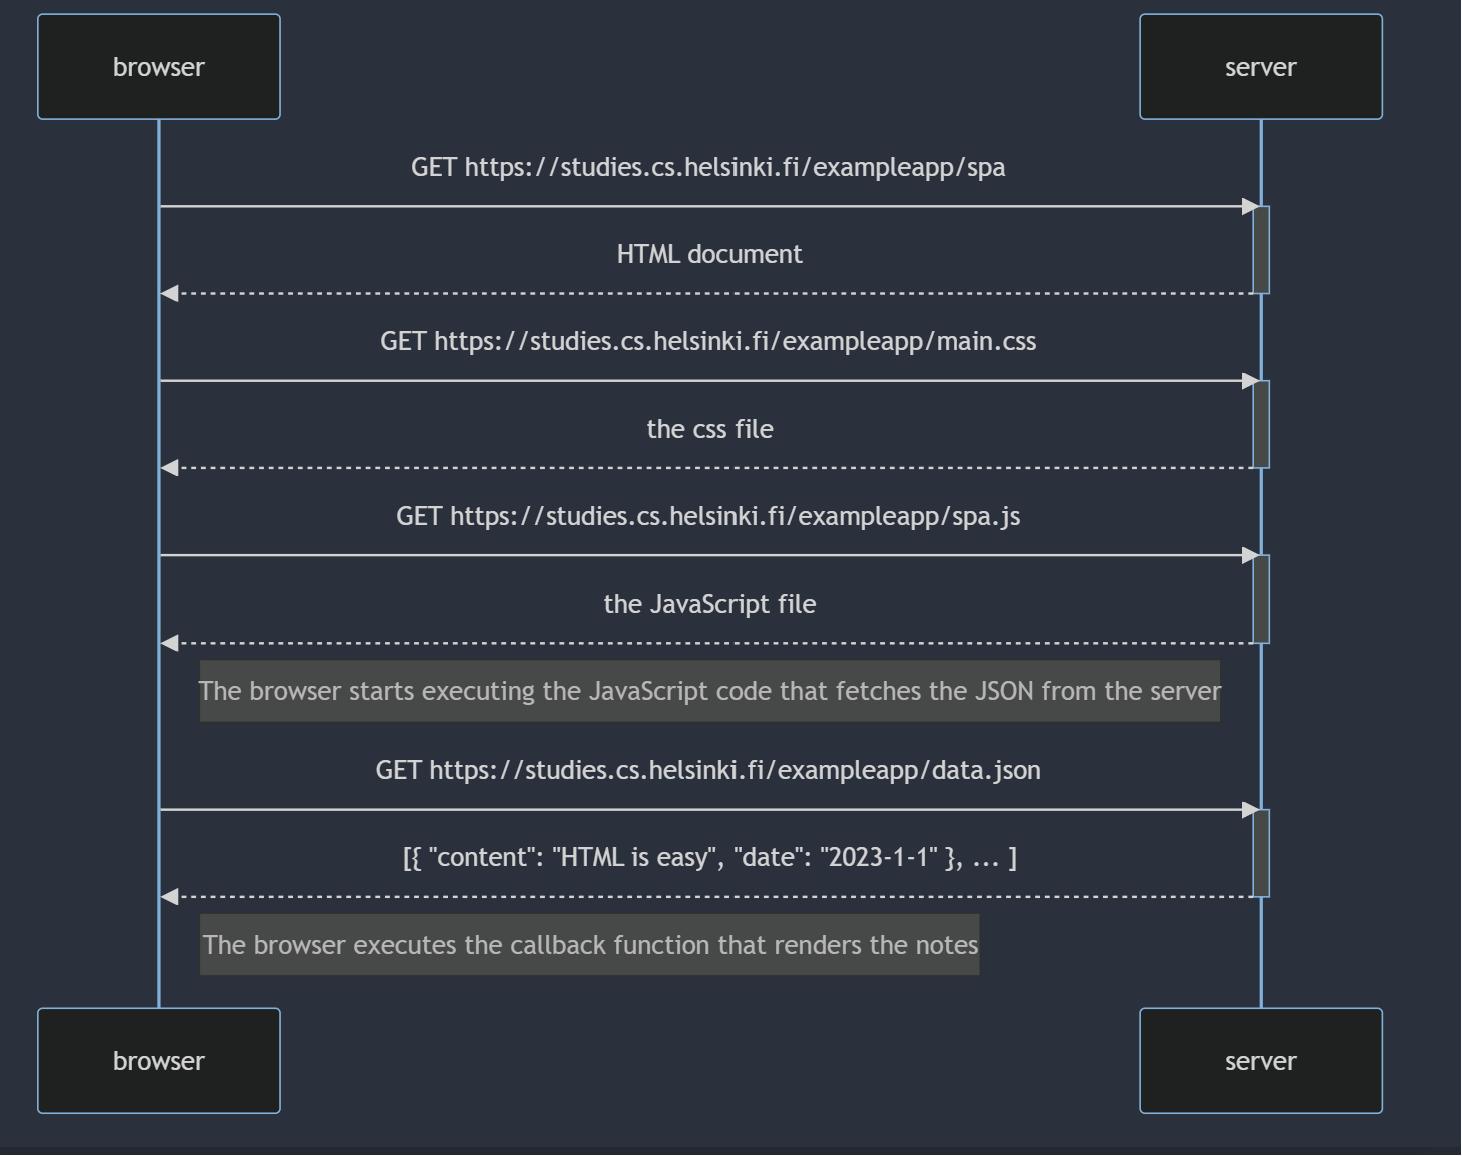 browser
server
GET https://studies.cs.helsinki.fi/exampleapp/spa
HTML document
GET https://studies.cs.helsinki.fi/exampleapp/main.css
the css file
GET https://studies.cs.helsinki.fi/exampleapp/spa.js
the JavaScript file
The browser starts executing the JavaScript code that fetches the JSON from the server
GET https://studies.cs.helsinki.fi/exampleapp/data.json
[{ "content": "HTML is easy", "date": "2023-1-1" }, ... ]
The browser executes the callback function that renders the notes
browser
server